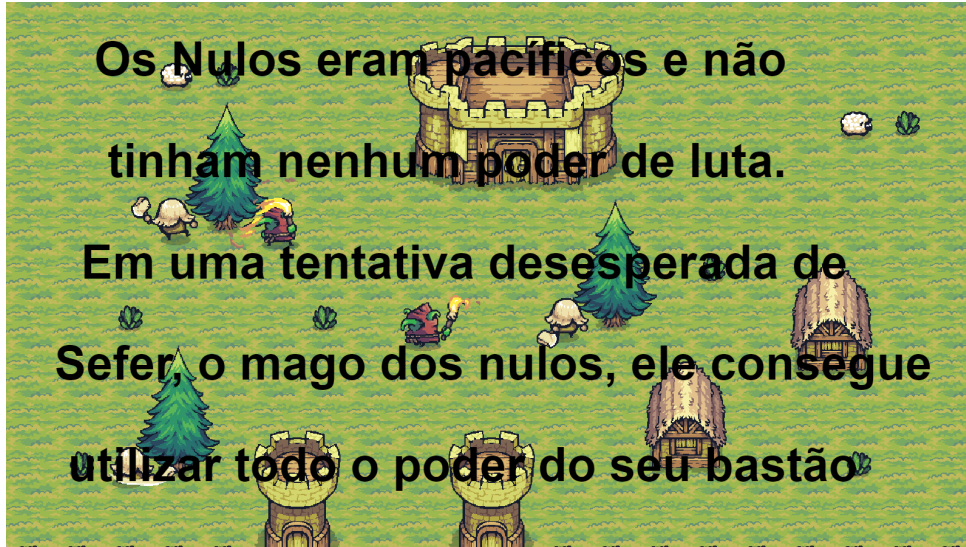 Os Nulos eram pacíficos e não
tinham nenhum poder de luta.
Em uma tentativa desesperada de
Sefer, o mago dos nulos, ele consegue
utilizar todo o poder do seu bastão